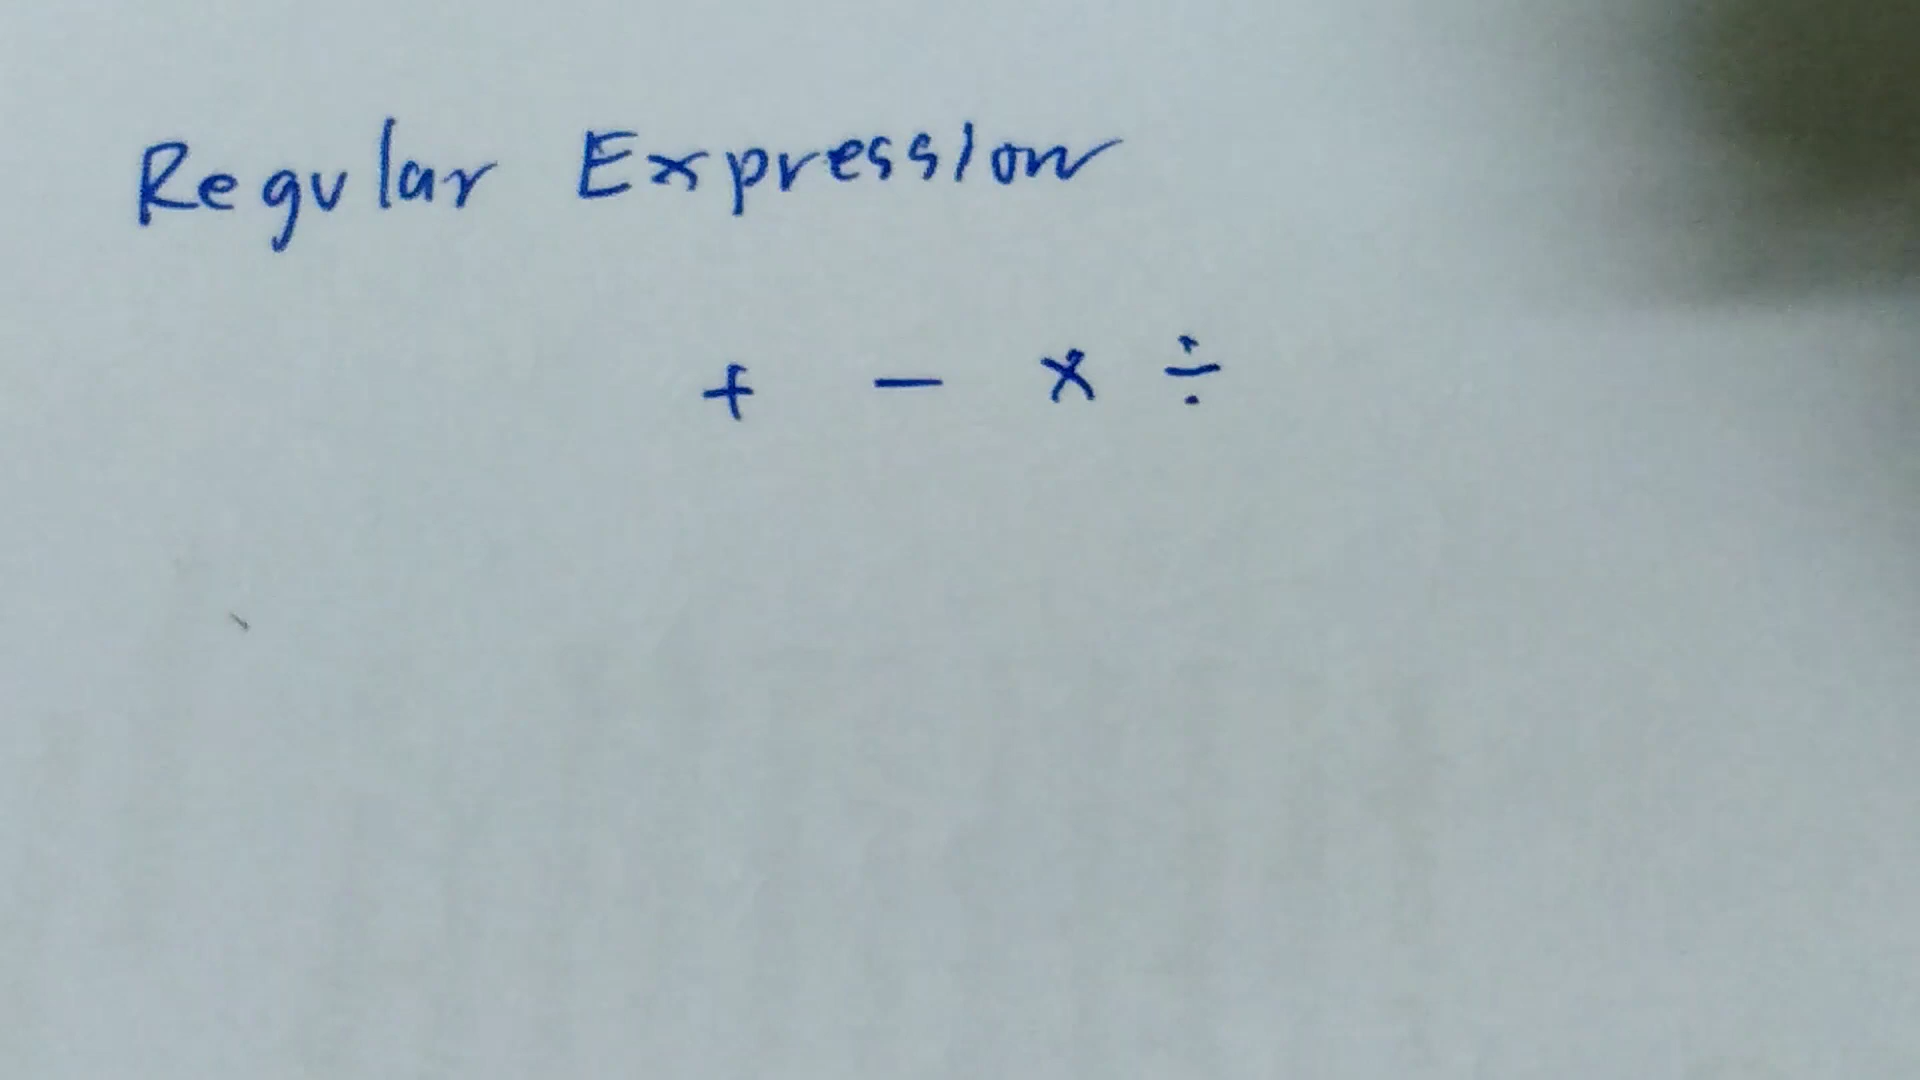 Regular Expression
+ - × ÷